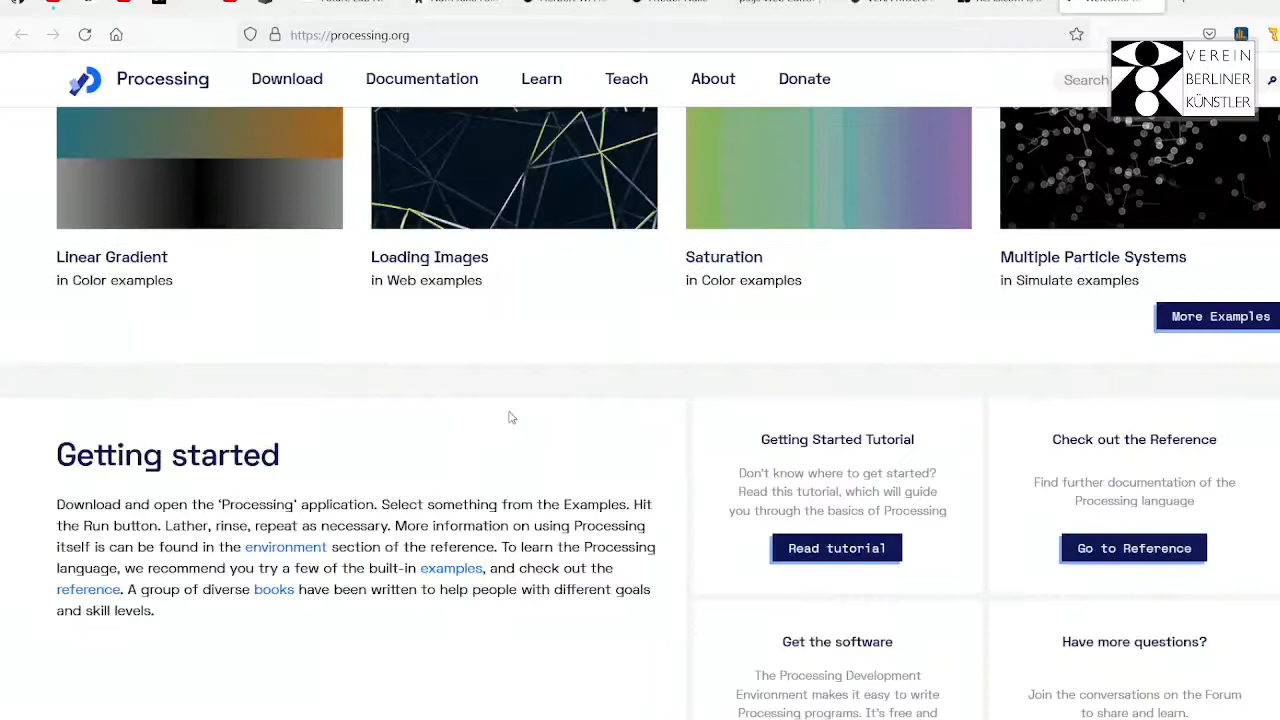 https://processing.org
Processing
Download
Documentation
Learn
Teach
About
Donate
Search
VEREIN
BERLINER
KÜNSTLER
Linear Gradient
in Color examples
Loading Images
in Web examples
Saturation
in Color examples
Multiple Particle Systems
in Simulate examples
More Examples
Getting started
Download and open the ‘Processing’ application. Select something from the Examples. Hit
the Run button. Lather, rinse, repeat as necessary. More information on using Processing
itself is can be found in the environment section of the reference. To learn the Processing
language, we recommend you try a few of the built-in examples, and check out the
reference. A group of diverse books have been written to help people with different goals
and skill levels.
Getting Started Tutorial
Don’t know where to get started?
Read this tutorial, which will guide
you through the basics of Processing
Read tutorial
Check out the Reference
Find further documentation of the
Processing language
Go to Reference
Get the software
The Processing Development
Environment makes it easy to write
Processing programs. It’s free and
Have more questions?
Join the conversations on the Forum
to share and learn.